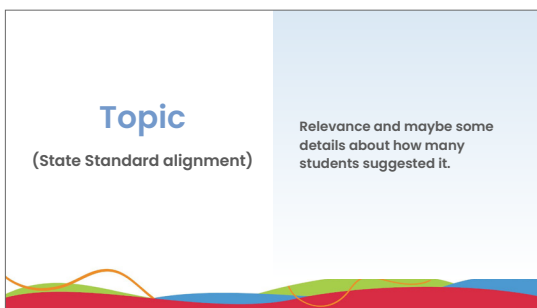 Topic
(State Standard alignment)
Relevance and maybe some
details about how many
students suggested it.